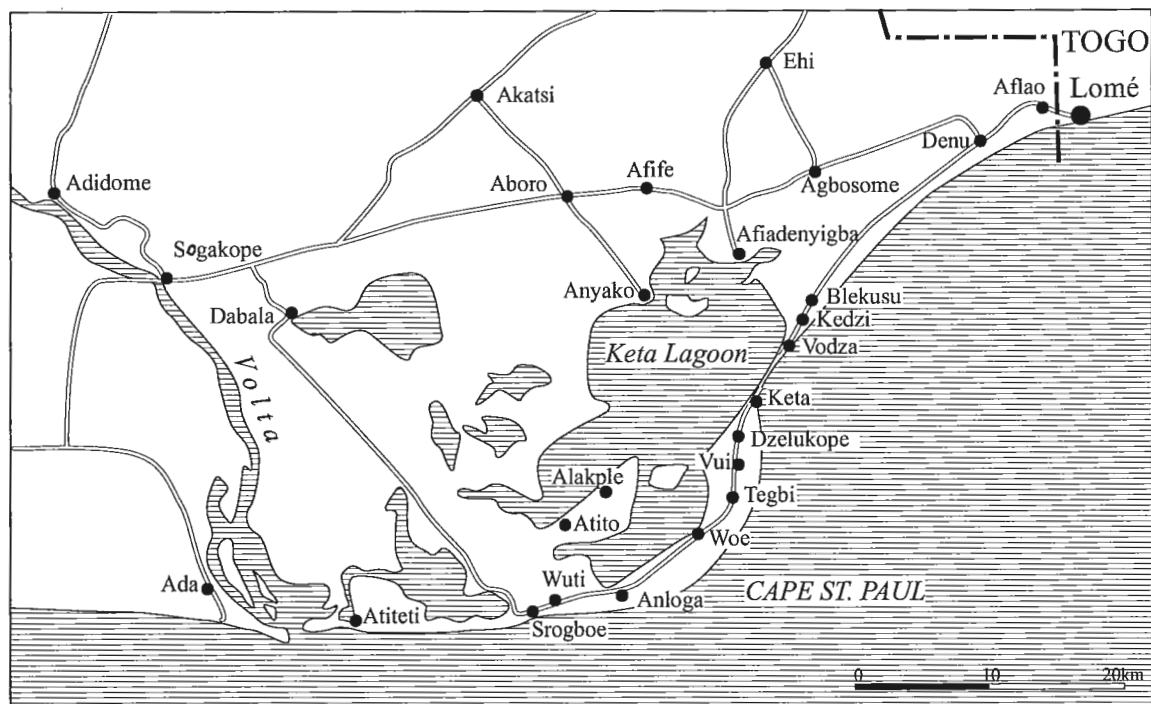 TOGO
Ehi
Aflao
Lomé
Akatsi
Denu
Adidome
Aboro
Afife
Agbosome
Sogakope
Afiadenyigba
Anyako
Blekusu
Dabala
Kedzi
Keta Lagoon
Vodza
Volta
Keta
Dzelukope
Vui
Alakple
Tegbi
Atito
Woe
Ada
Wuti
CAPE ST. PAUL
Anloga
Atiteti
Srogboe
0 10 20km